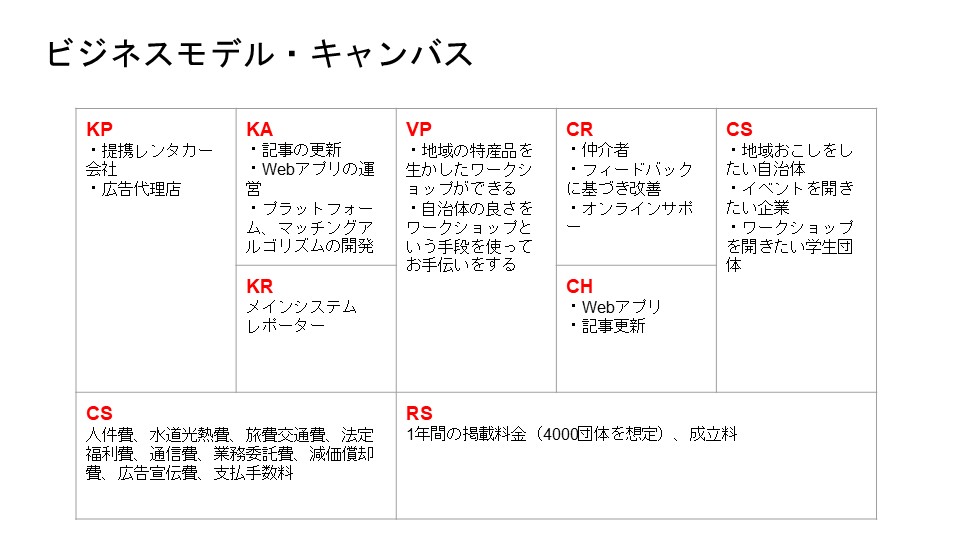 ビジネスモデル・キャンバス
KP
・提携レンタカー
会社
・広告代理店
KA
・記事の更新
・Webアプリの運
営
・プラットフォー
ム、マッチングア
ルゴリズムの開発
KR
メインシステム
レポーター
VP
・地域の特産品を
生かしたワークシ
ョップができる
・自治体の良さを
ワークショップと
いう手段を使って
お手伝いをする
CR
・仲介者
・フィードバック
に基づき改善
・オンラインサポ
ー
CH
・Webアプリ
・記事更新
CS
・地域おこしをし
たい自治体
・イベントを開き
たい企業
・ワークショップ
を開きたい学生団
体
CS
人件費、水道光熱費、旅費交通費、法定
福利費、通信費、業務委託費、減価償却
費、広告宣伝費、支払手数料
RS
1年間の掲載料金（4000団体を想定）、成立料